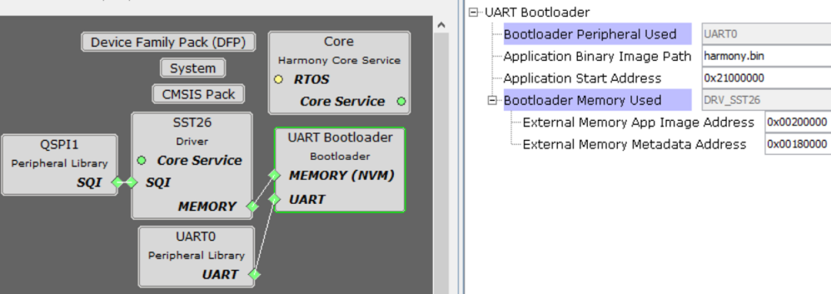 Device Family Pack (DFP)
System
CMSIS Pack
Core
Harmony Core Service
RTOS
Core Service
QSPI1
Peripheral Library
SQI
SST26
Driver
Core Service
SQI
MEMORY
UART Bootloader
Bootloader
MEMORY (NVM)
UART
UART0
Peripheral Library
UART
UART Bootloader
Bootloader Peripheral Used UART0
Application Binary Image Path harmony.bin
Application Start Address 0x21000000
Bootloader Memory Used DRV_SST26
External Memory App Image Address 0x00200000
External Memory Metadata Address 0x00180000